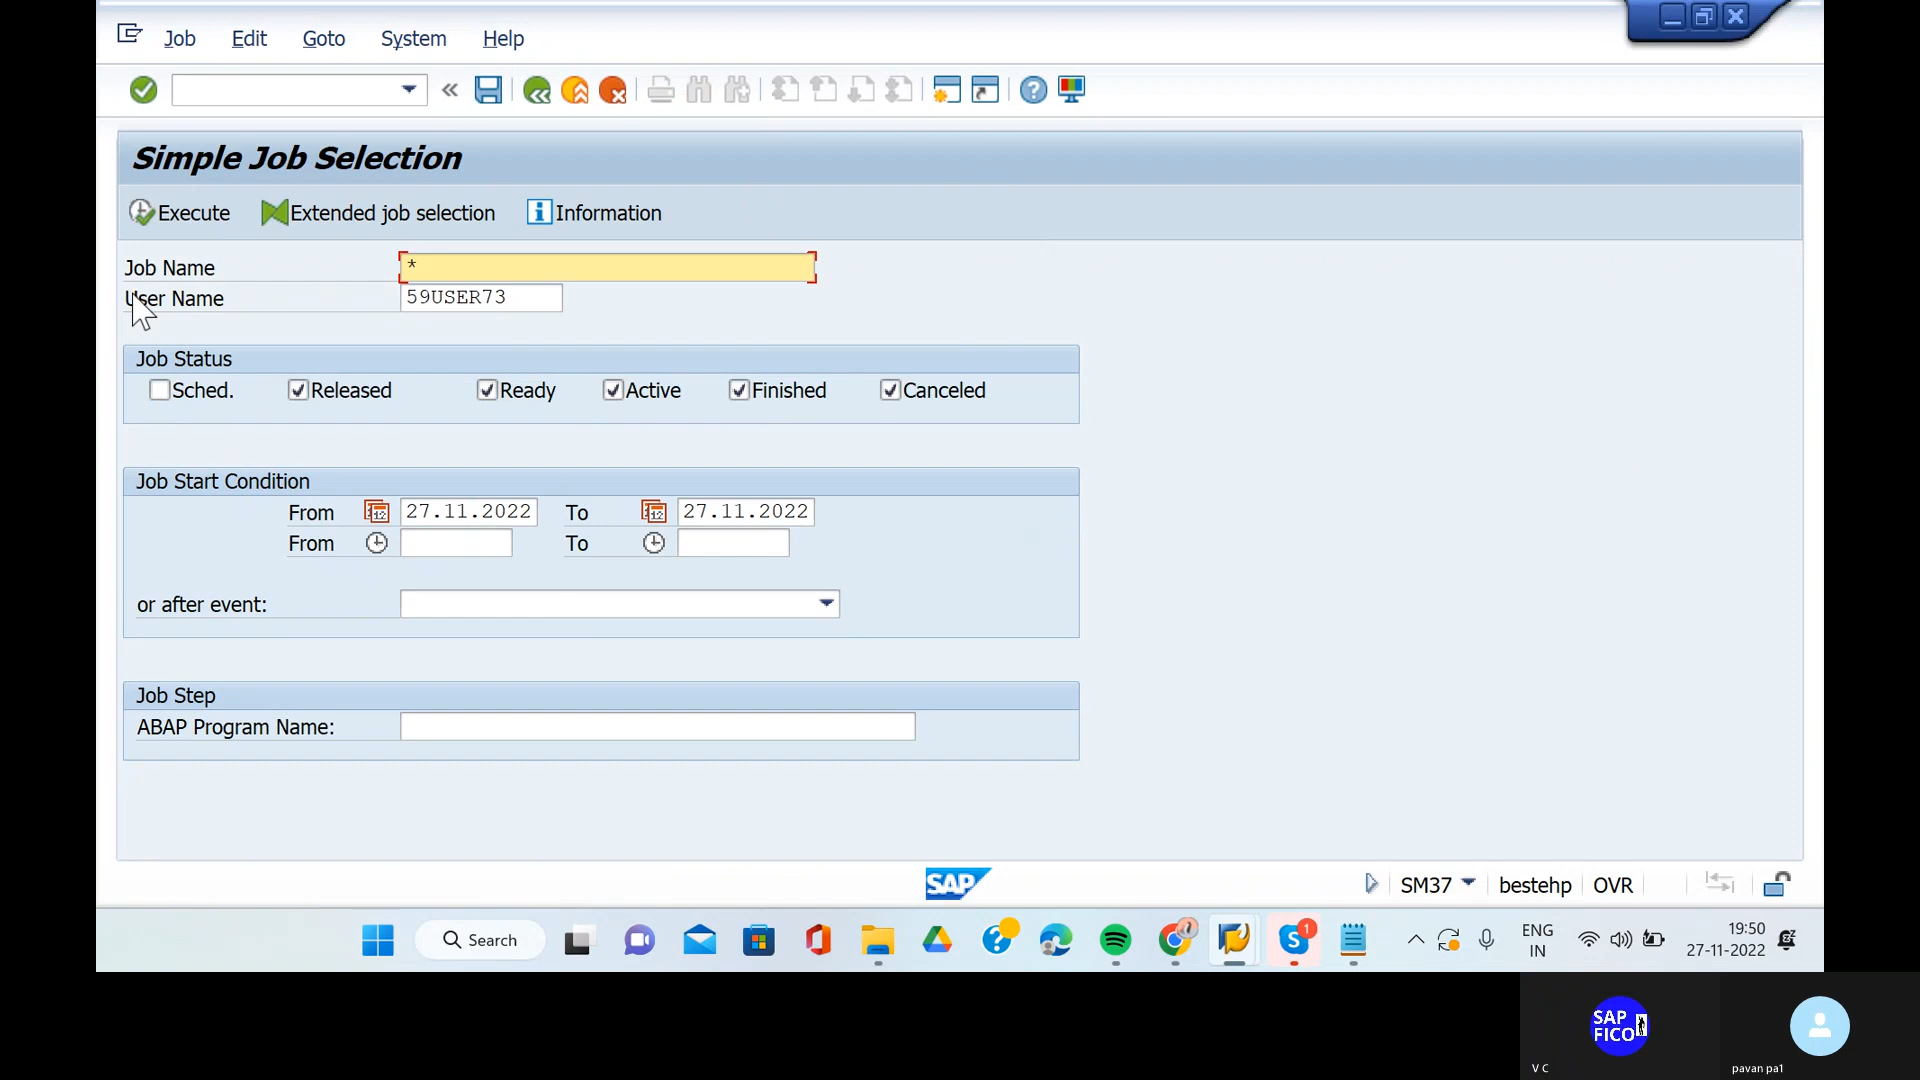 Job Edit Goto System Help
Simple Job Selection
Execute Extended job selection Information
Job Name *
User Name 59USER73
Job Status
Sched. Released Ready Active Finished Canceled
Job Start Condition
From 27.11.2022 To 27.11.2022
From To
or after event:
Job Step
ABAP Program Name:
SAP
SM37 bestehp OVR
Search
ENG
IN
19:50
27-11-2022
1
SAP
FICO
V C
pavan pa1